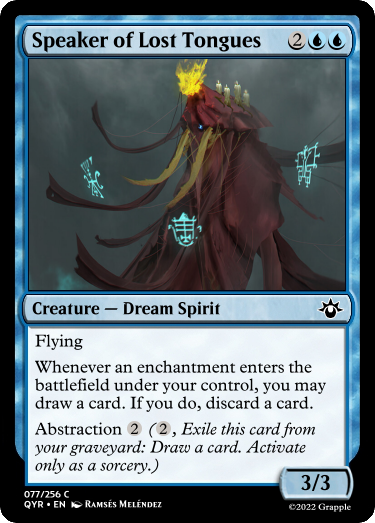 Speaker of Lost Tongues 2
Creature — Dream Spirit
Flying
Whenever an enchantment enters the
battlefield under your control, you may
draw a card. If you do, discard a card.
Abstraction 2 (2, Exile this card from
your graveyard: Draw a card. Activate
only as a sorcery.)
3/3
077/256 C
QYR • EN Ramsés Meléndez
©2022 Grapple